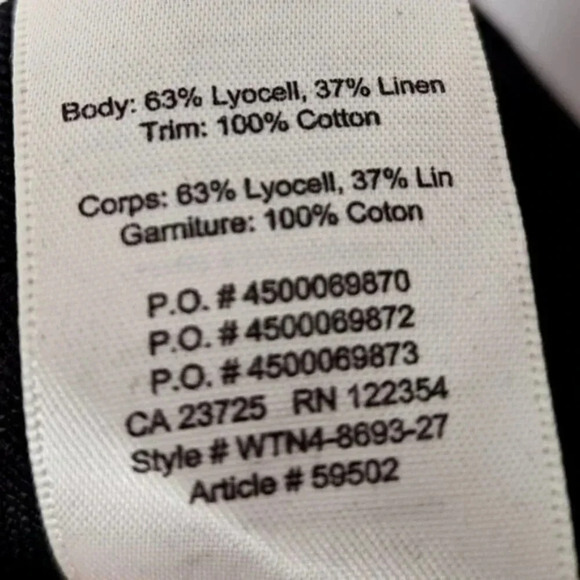 Body: 63% Lyocell, 37% Linen
Trim: 100% Cotton
Corps: 63% Lyocell, 37% Lin
Garniture: 100% Coton
P.O. # 4500069870
P.O. # 4500069872
P.O. # 4500069873
CA 23725 RN 122354
Style # WTN4-8693-27
Article # 59502